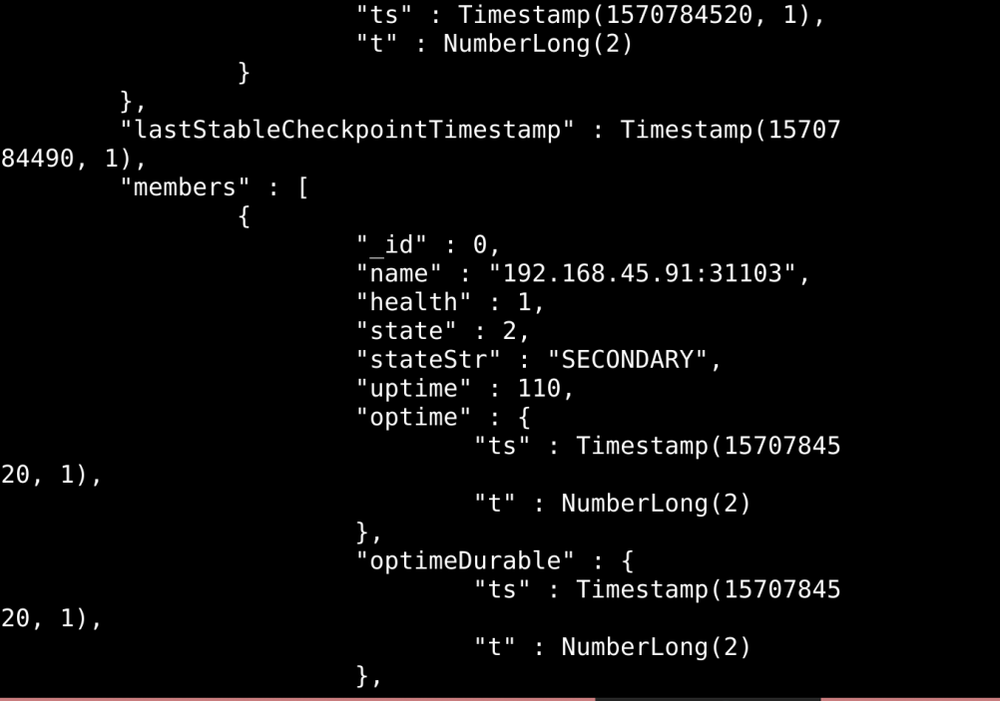 "ts" : Timestamp(1570784520, 1),
"t" : NumberLong(2)
}
},
"lastStableCheckpointTimestamp" : Timestamp(15707
84490, 1),
"members" : [
{
"_id" : 0,
"name" : "192.168.45.91:31103",
"health" : 1,
"state" : 2,
"stateStr" : "SECONDARY",
"uptime" : 110,
"optime" : {
"ts" : Timestamp(15707845
20, 1),
"t" : NumberLong(2)
},
"optimeDurable" : {
"ts" : Timestamp(15707845
20, 1),
"t" : NumberLong(2)
},